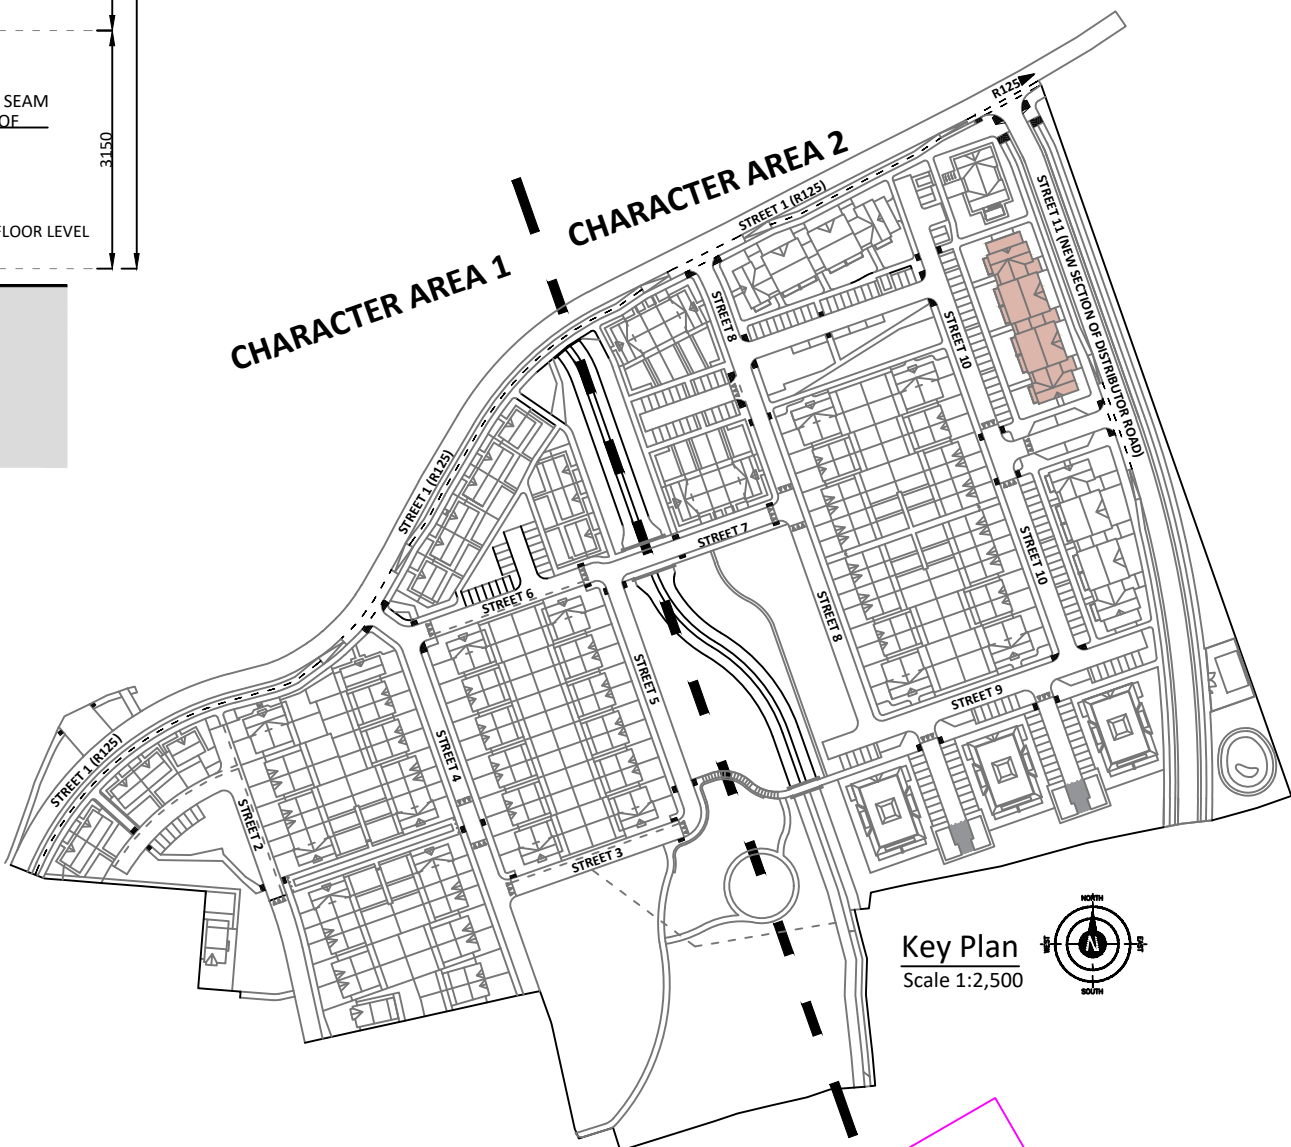 SEAM
OF
3150
FLOOR LEVEL
CHARACTER AREA 1
CHARACTER AREA 2
R125
STREET 1 (R125)
STREET 11 (NEW SECTION OF DISTRIBUTOR ROAD)
STREET 8
STREET 10
STREET 1 (R125)
STREET 7
STREET 6
STREET 10
STREET 8
STREET 5
STREET 9
STREET 4
STREET 1 (R125)
STREET 2
STREET 3
Key Plan
Scale 1:2,500
NORTH
WEST
N
EAST
SOUTH